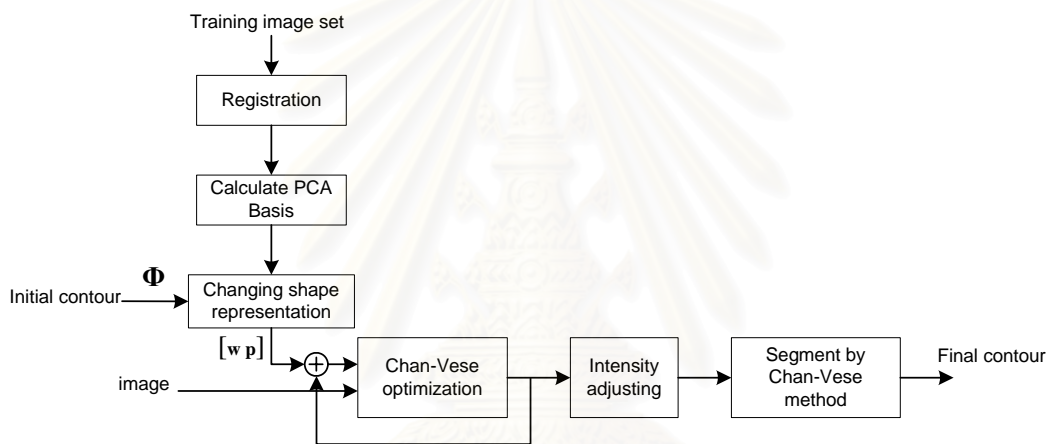 Training image set
Registration
Calculate PCA
Basis
Initial contour
Φ
Changing shape
representation
[w p]
image
Chan-Vese
optimization
Intensity
adjusting
Segment by
Chan-Vese
method
Final contour